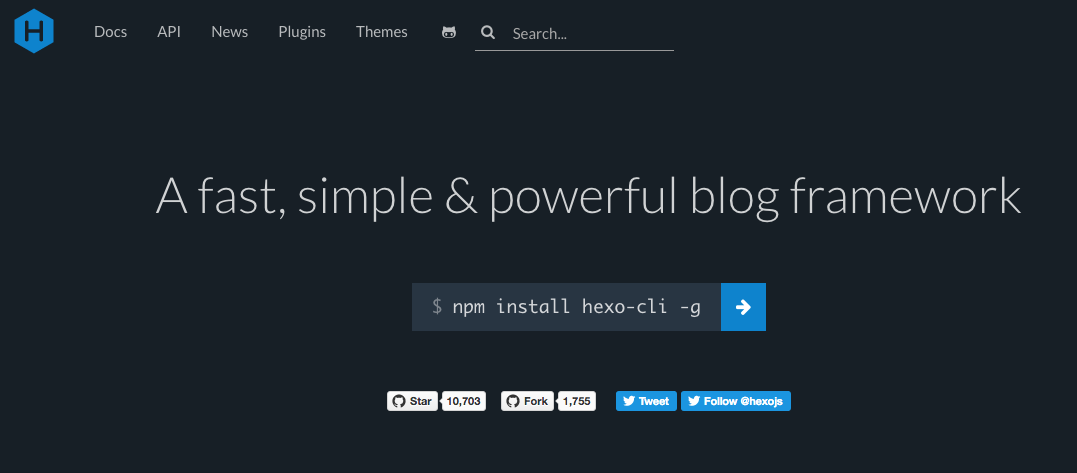 H Docs API News Plugins Themes Search...
A fast, simple & powerful blog framework
$ npm install hexo-cli -g
Star 10,703 Fork 1,755 Tweet Follow @hexojs